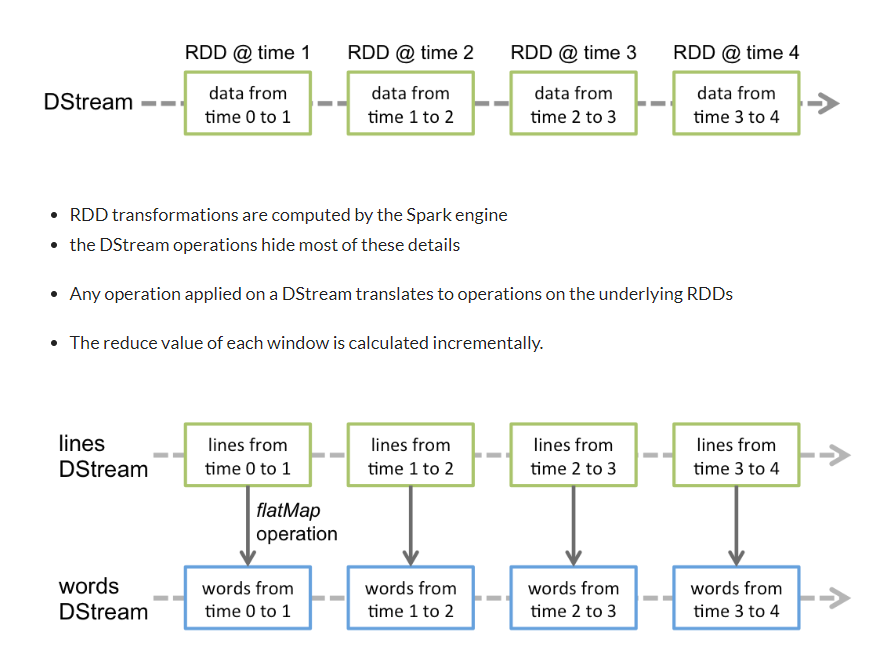 RDD @ time 1 RDD @ time 2 RDD @ time 3 RDD @ time 4
DStream
data from
time 0 to 1
data from
time 1 to 2
data from
time 2 to 3
data from
time 3 to 4
• RDD transformations are computed by the Spark engine
• the DStream operations hide most of these details
• Any operation applied on a DStream translates to operations on the underlying RDDs
• The reduce value of each window is calculated incrementally.
lines
DStream
lines from
time 0 to 1
lines from
time 1 to 2
lines from
time 2 to 3
lines from
time 3 to 4
flatMap
operation
words
DStream
words from
time 0 to 1
words from
time 1 to 2
words from
time 2 to 3
words from
time 3 to 4